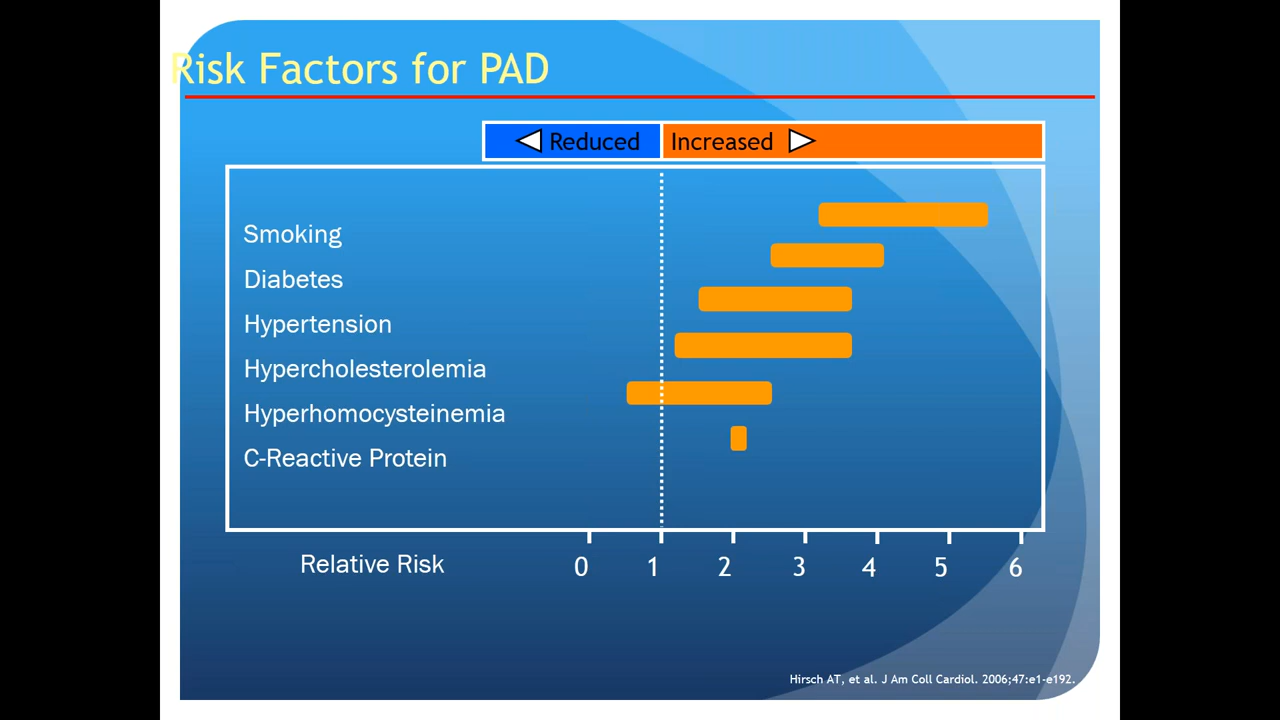 Risk Factors for PAD
Reduced Increased
Smoking
Diabetes
Hypertension
Hypercholesterolemia
Hyperhomocysteinemia
C-Reactive Protein
Relative Risk 0 1 2 3 4 5 6
Hirsch AT, et al. J Am Coll Cardiol. 2006;47:e1-e192.